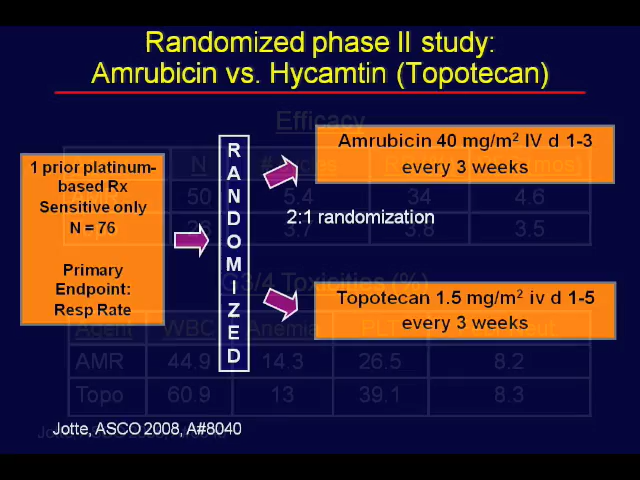 Randomized phase II study:
Amrubicin vs. Hycamtin (Topotecan)
Efficacy
1 prior platinum-
based Rx
Sensitive only
N = 76
Primary
Endpoint:
Resp Rate
RANDOMIZED
Amrubicin 40 mg/m² IV d 1-3
every 3 weeks
2:1 randomization
Topotecan 1.5 mg/m² iv d 1-5
every 3 weeks
N
50 5.4 34 4.6
3.7 3.8 3.5
G3/4 Toxicities (%)
Agent WBC Anemia PLT
AMR 44.9 14.3 26.5 8.2
Topo 60.9 13 39.1 8.3
Jotte, ASCO 2008, A#8040